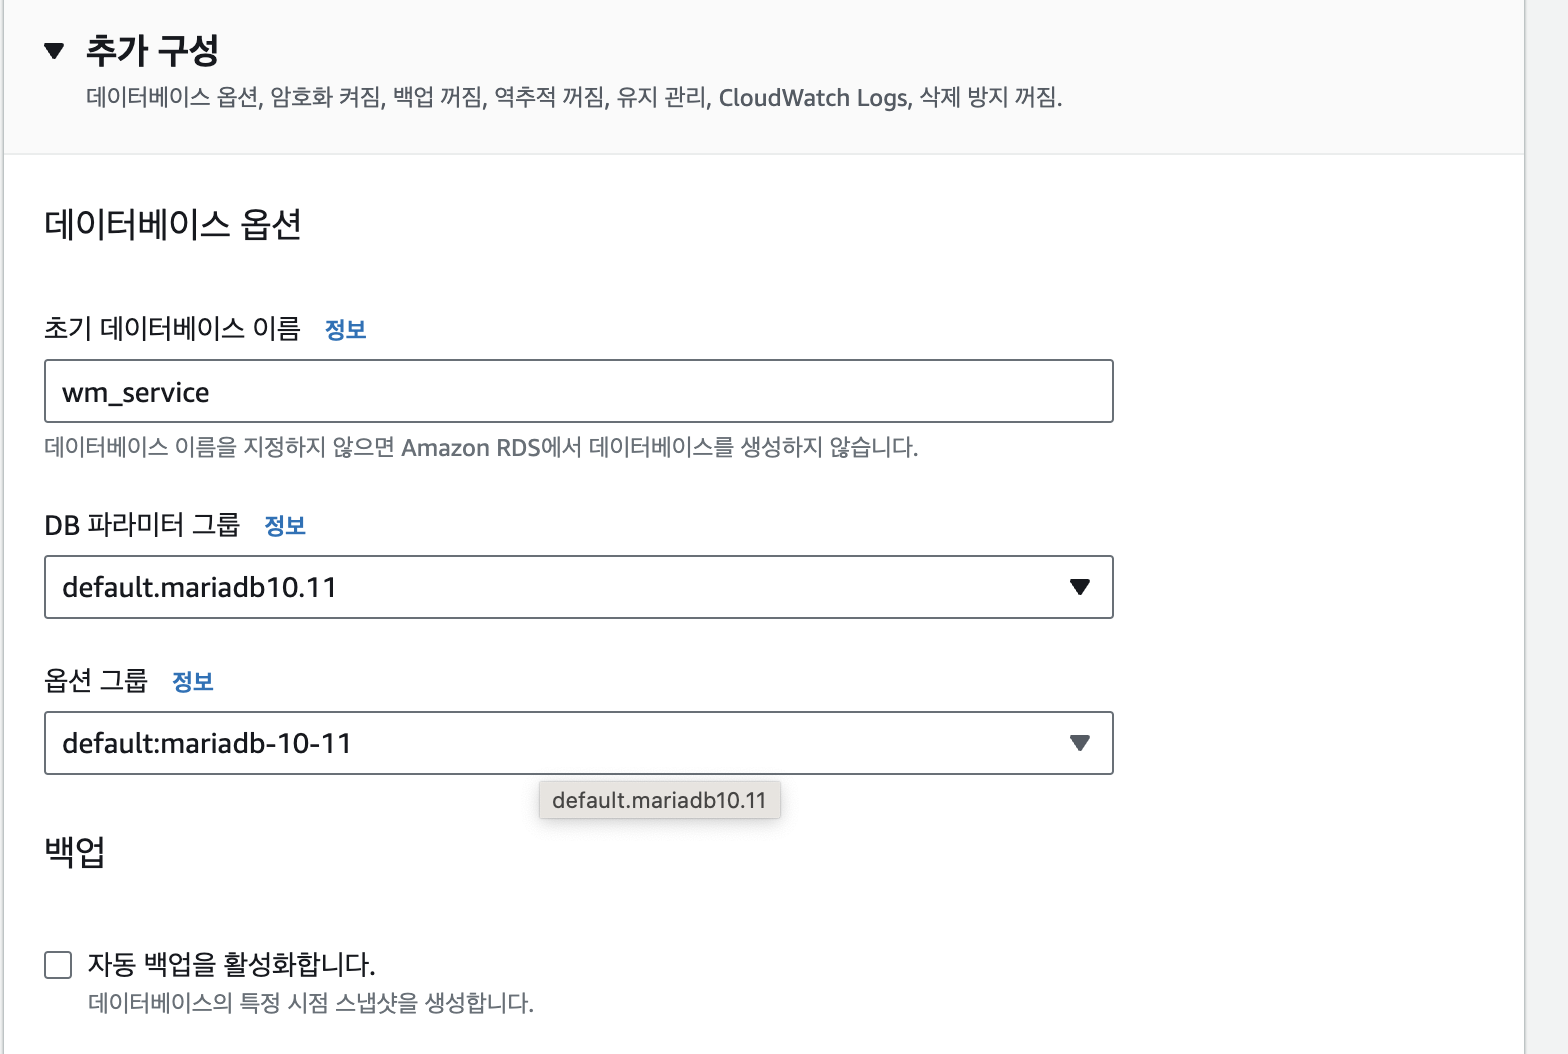 추가 구성
데이터베이스 옵션, 암호화 켜짐, 백업 꺼짐, 역추적 꺼짐, 유지 관리, CloudWatch Logs, 삭제 방지 꺼짐.
데이터베이스 옵션
초기 데이터베이스 이름 정보
wm_service
데이터베이스 이름을 지정하지 않으면 Amazon RDS에서 데이터베이스를 생성하지 않습니다.
DB 파라미터 그룹 정보
default.mariadb10.11
옵션 그룹 정보
default:mariadb-10-11
default.mariadb10.11
백업
자동 백업을 활성화합니다.
데이터베이스의 특정 시점 스냅샷을 생성합니다.